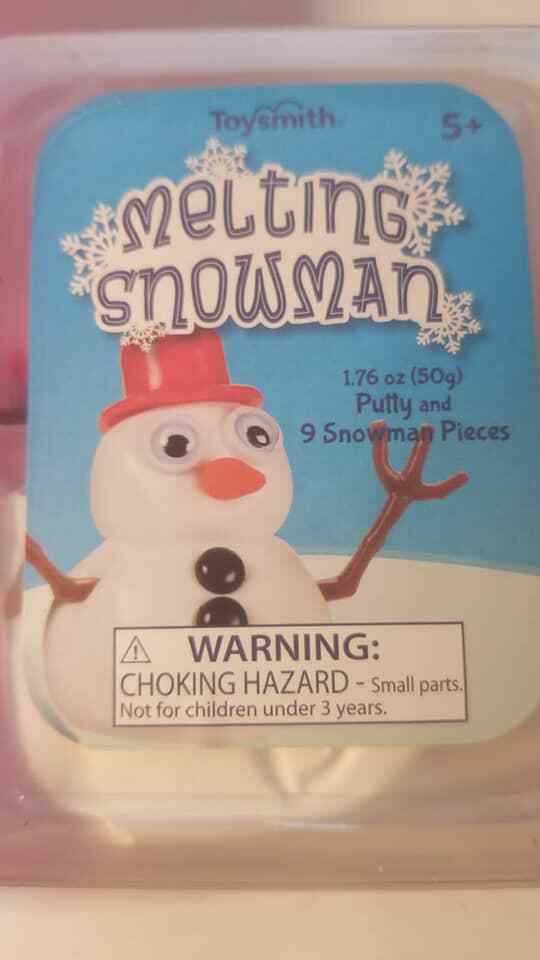 Toysmith
5+
MELTING
SNOWMAN
1.76 oz (50g)
Putty and
9 Snowman Pieces
WARNING:
CHOKING HAZARD - Small parts.
Not for children under 3 years.